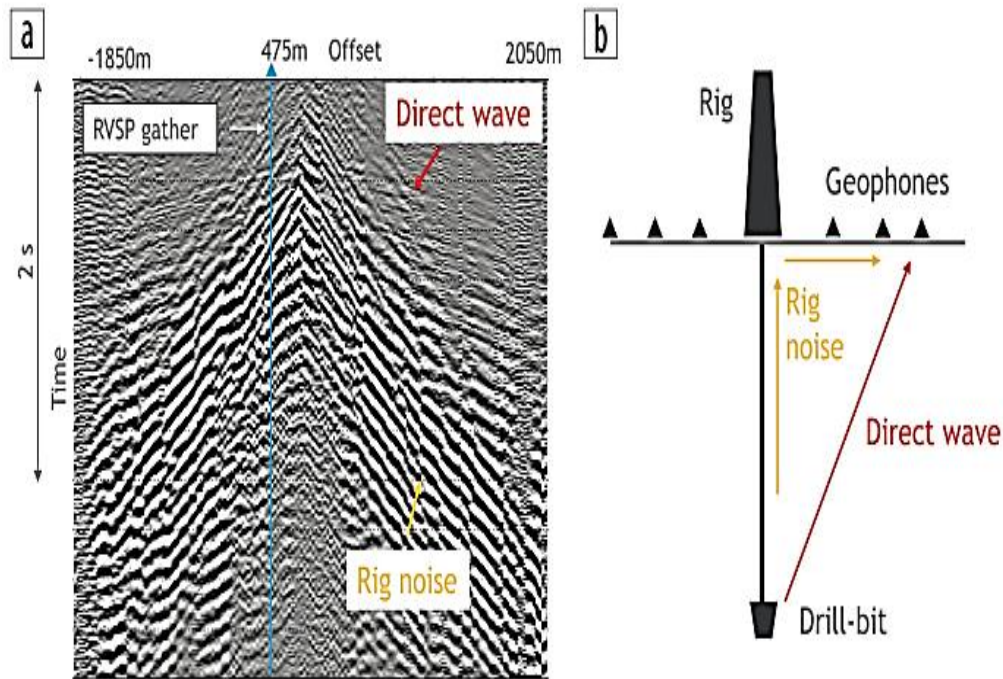 a
-1850m
475m
Offset
2050m
RVSP gather
Direct wave
2 s
Time
Rig noise
b
Rig
Geophones
Rig
noise
Direct wave
Drill-bit